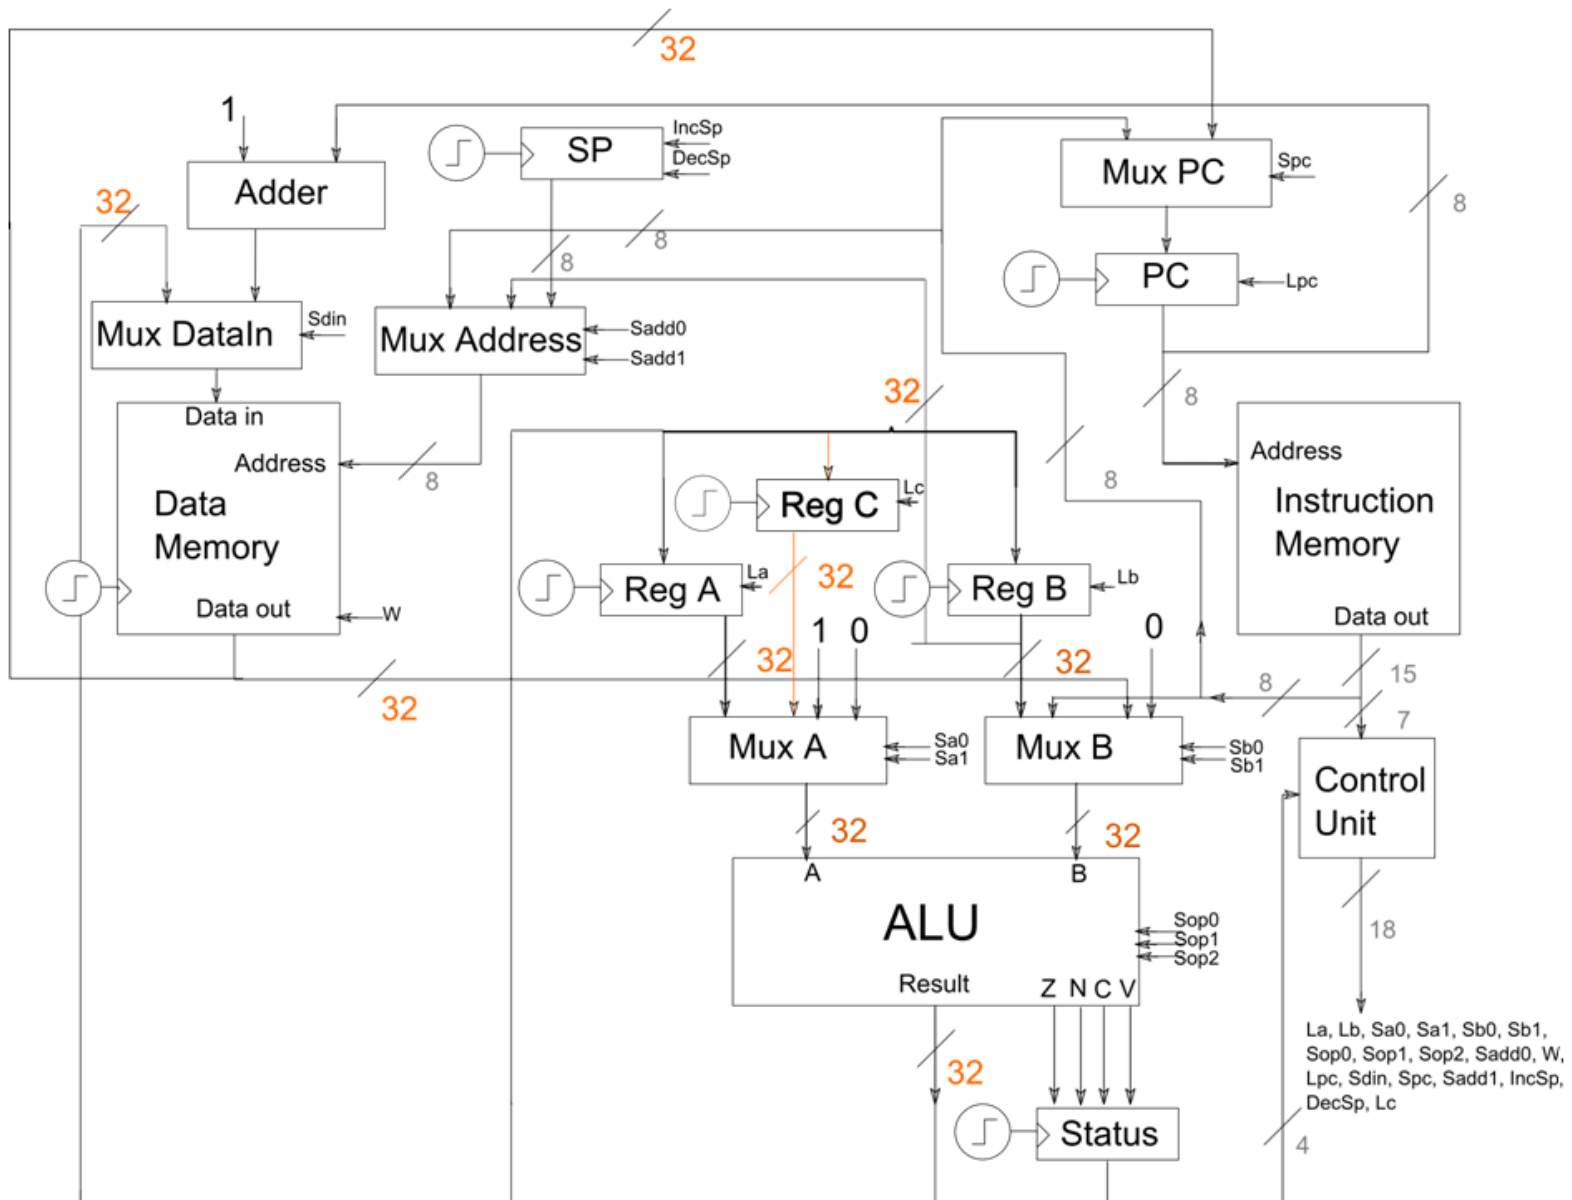 32
1
IncSp
SP
DecSp
Mux PC
Spc
Adder
32
8
8
8
PC
Lpc
Mux DataIn
Sdin
Mux Address
Sadd0
Sadd1
32
8
Data in
Address
8
Data
Memory
Data out
W
8
Address
Instruction
Memory
Data out
Reg C
Lc
32
Reg A
La
Reg B
Lb
1 0
0
32
32
32
8
15
7
Mux A
Sa0
Sa1
Mux B
Sb0
Sb1
Control
Unit
32
32
A
B
ALU
Sop0
Sop1
Sop2
18
Result
Z N C V
La, Lb, Sa0, Sa1, Sb0, Sb1,
Sop0, Sop1, Sop2, Sadd0, W,
Lpc, Sdin, Spc, Sadd1, IncSp,
DecSp, Lc
32
Status
4